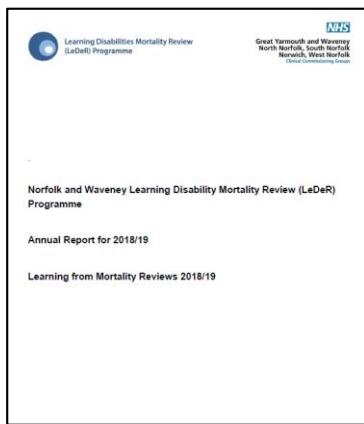 Learning Disabilities Mortality Review
(LeDeR) Programme
NHS
Great Yarmouth and Waveney
North Norfolk, South Norfolk
Norwich, West Norfolk
Clinical Commissioning Groups
Norfolk and Waveney Learning Disability Mortality Review (LeDeR)
Programme
Annual Report for 2018/19
Learning from Mortality Reviews 2018/19